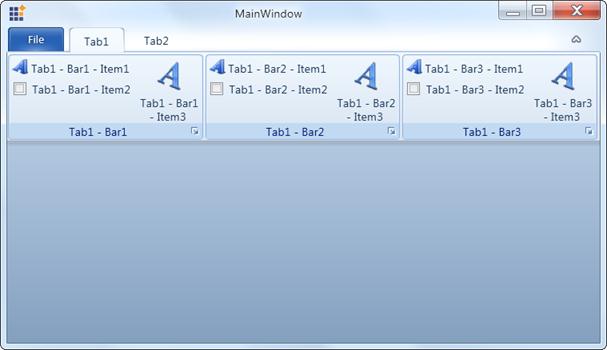 MainWindow
File Tab1 Tab2
Tab1 - Bar1 - Item1
Tab1 - Bar1 - Item2
Tab1 - Bar1
- Item3
Tab1 - Bar1
Tab1 - Bar2 - Item1
Tab1 - Bar2 - Item2
Tab1 - Bar2
- Item3
Tab1 - Bar2
Tab1 - Bar3 - Item1
Tab1 - Bar3 - Item2
Tab1 - Bar3
- Item3
Tab1 - Bar3